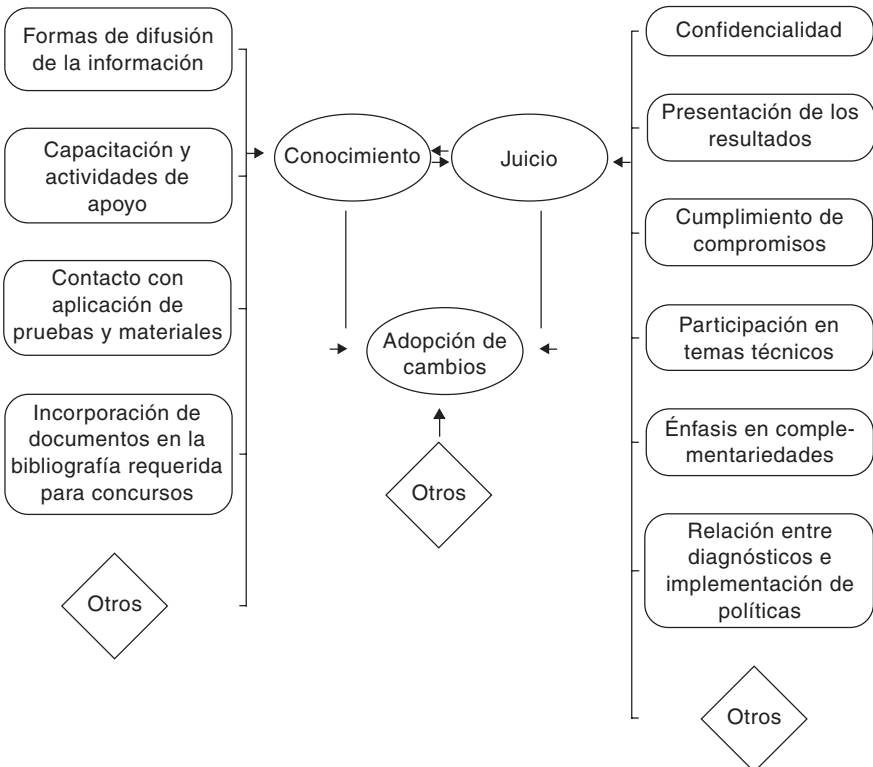 Formas de difusión
de la información
Capacitación y
actividades de
apoyo
Contacto con
aplicación de
pruebas y materiales
Incorporación de
documentos en la
bibliografía requerida
para concursos
Otros
Conocimiento
Juicio
Adopción de
cambios
Otros
Confidencialidad
Presentación de los
resultados
Cumplimiento de
compromisos
Participación en
temas técnicos
Énfasis en comple-
mentariedades
Relación entre
diagnósticos e
implementación de
políticas
Otros